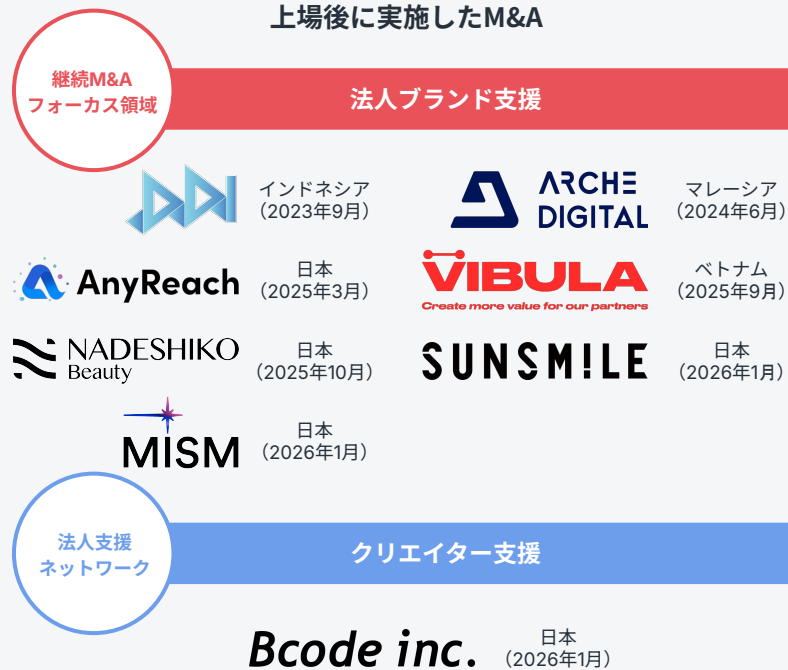 上場後に実施したM&A
継続M&A
フォーカス領域
法人ブランド支援
DDI
インドネシア
（2023年9月）
ARCHE
DIGITAL
マレーシア
（2024年6月）
AnyReach
日本
（2025年3月）
VIBULA
Create more value for our partners
ベトナム
（2025年9月）
NADESHIKO
Beauty
日本
（2025年10月）
SUNSM!LE
日本
（2026年1月）
MISM
日本
（2026年1月）
法人支援
ネットワーク
クリエイター支援
Bcode inc.
日本
（2026年1月）